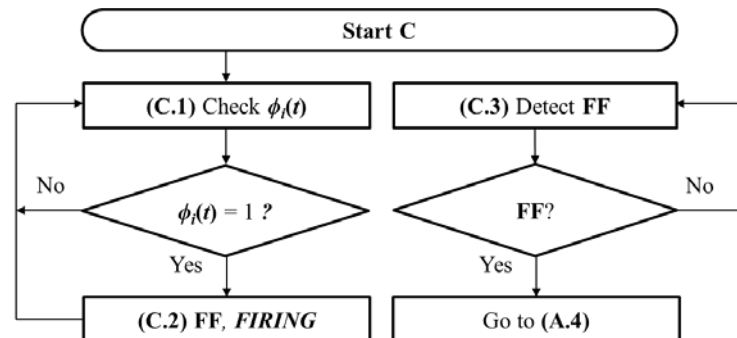 Start C
(C.1) Check ϕᵢ(t)
(C.3) Detect FF
No
ϕᵢ(t) = 1 ?
FF?
No
Yes
Yes
(C.2) FF, FIRING
Go to (A.4)